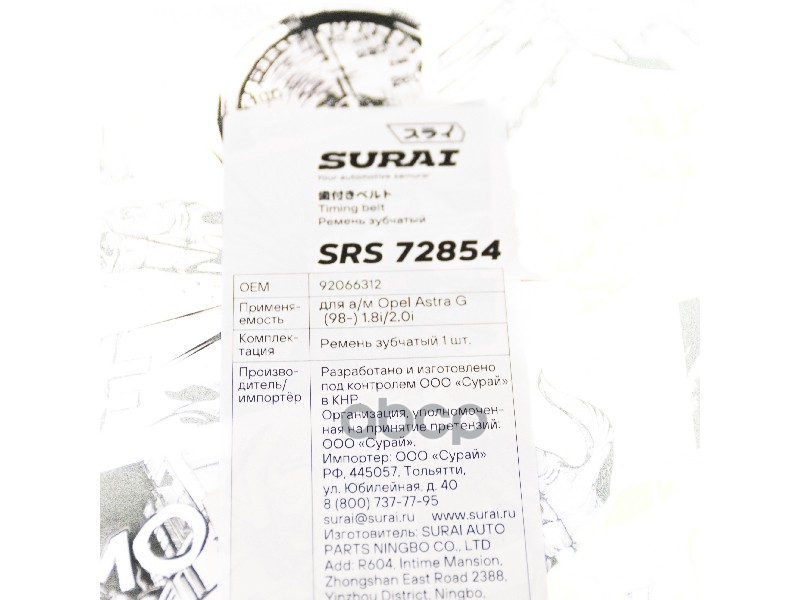 スライ
SURAI
Your automotive samurai
歯付きベルト
Timing belt
Ремень зубчатый
SRS 72854
OEM 92066312
Применя-
емость
для а/м Opel Astra G
(98-) 1.8i/2.0i
Комплек-
тация
Ремень зубчатый 1 шт.
Произво-
дитель/
импортёр
Разработано и изготовлено
под контролем ООО «Сурай»
в КНР
Организация, уполномочен-
ная на принятие претензий:
ООО «Сурай».
Импортер: ООО «Сурай»
РФ, 445057, Тольятти,
ул. Юбилейная, д. 40
8 (800) 737-77-95
surai@surai.ru www.surai.ru
Изготовитель: SURAI AUTO
PARTS NINGBO CO., LTD
Add: R604, Intime Mansion,
Zhongshan East Road 2388,
Yinzhou District, Ningbo,
abcp
MO